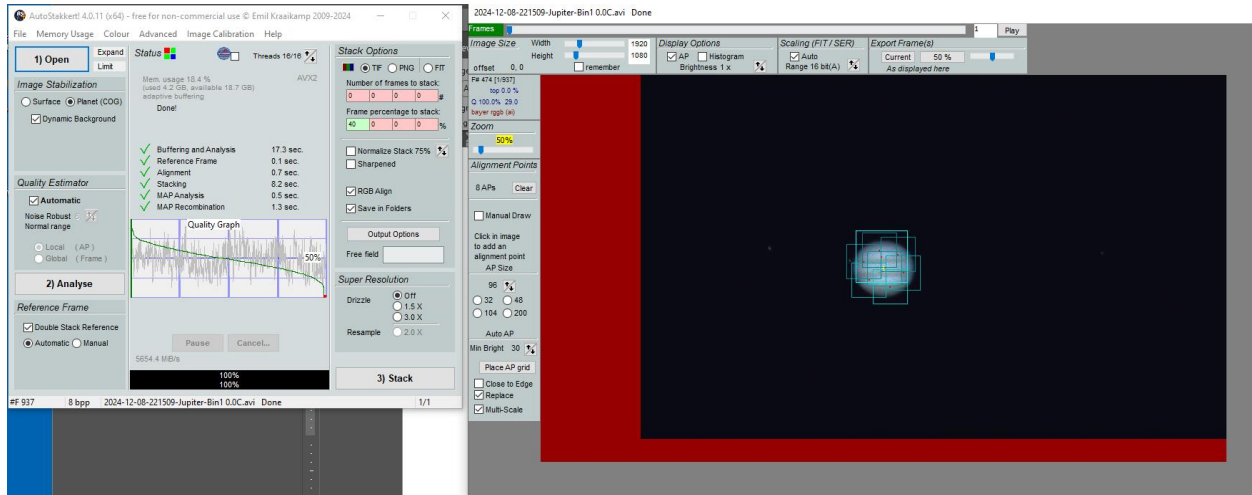 AutoStakkert! 4.0.11 (x64) - free for non-commercial use © Emil Kraaikamp 2009-2024
File Memory Usage Colour Advanced Image Calibration Help
1) Open
Expand
Limit
Image Stabilization
Surface Planet (COG)
Dynamic Background
Quality Estimator
Automatic
Noise Robust
Normal range
Local (AP)
Global (Frame)
2) Analyse
Reference Frame
Double Stack Reference
Automatic Manual
Status
Threads 16/16
Mem. usage 18.4 %
(used 4.2 GB, available 18.7 GB)
adaptive buffering
AVX2
Done!
Buffering and Analysis 17.3 sec.
Reference Frame 0.1 sec.
Alignment 0.7 sec.
Stacking 8.2 sec.
MAP Analysis 0.5 sec.
MAP Recombination 1.3 sec.
Quality Graph
50%
Pause Cancel...
5654.4 MiB/s
100%
100%
Stack Options
TIF PNG FIT
Number of frames to stack:
0 0 0 0 #
Frame percentage to stack:
40 0 0 0 %
Normalize Stack 75%
Sharpened
RGB Align
Save in Folders
Output Options
Free field
Super Resolution
Drizzle
Off
1.5 X
3.0 X
Resample 2.0 X
3) Stack
#F 937 8 bpp 2024-12-08-221509-Jupiter-Bin1 0.0C.avi Done 1/1
2024-12-08-221509-Jupiter-Bin1 0.0C.avi Done
Frames 1 Play
Image Size Width 1920
Height 1080
offset 0, 0 remember
Display Options
AP Histogram
Brightness 1 x
Scaling (FIT / SER)
Auto
Range 16 bit(A)
Export Frame(s)
Current 50 %
As displayed here
F# 474 [1/937]
top 0.0 %
Q 100.0% 29.0
bayer rggb (ai)
Zoom
50%
Alignment Points
8 APs Clear
Manual Draw
Click in image
to add an
alignment point
AP Size
96
32 48
104 200
Auto AP
Min Bright 30
Place AP grid
Close to Edge
Replace
Multi-Scale